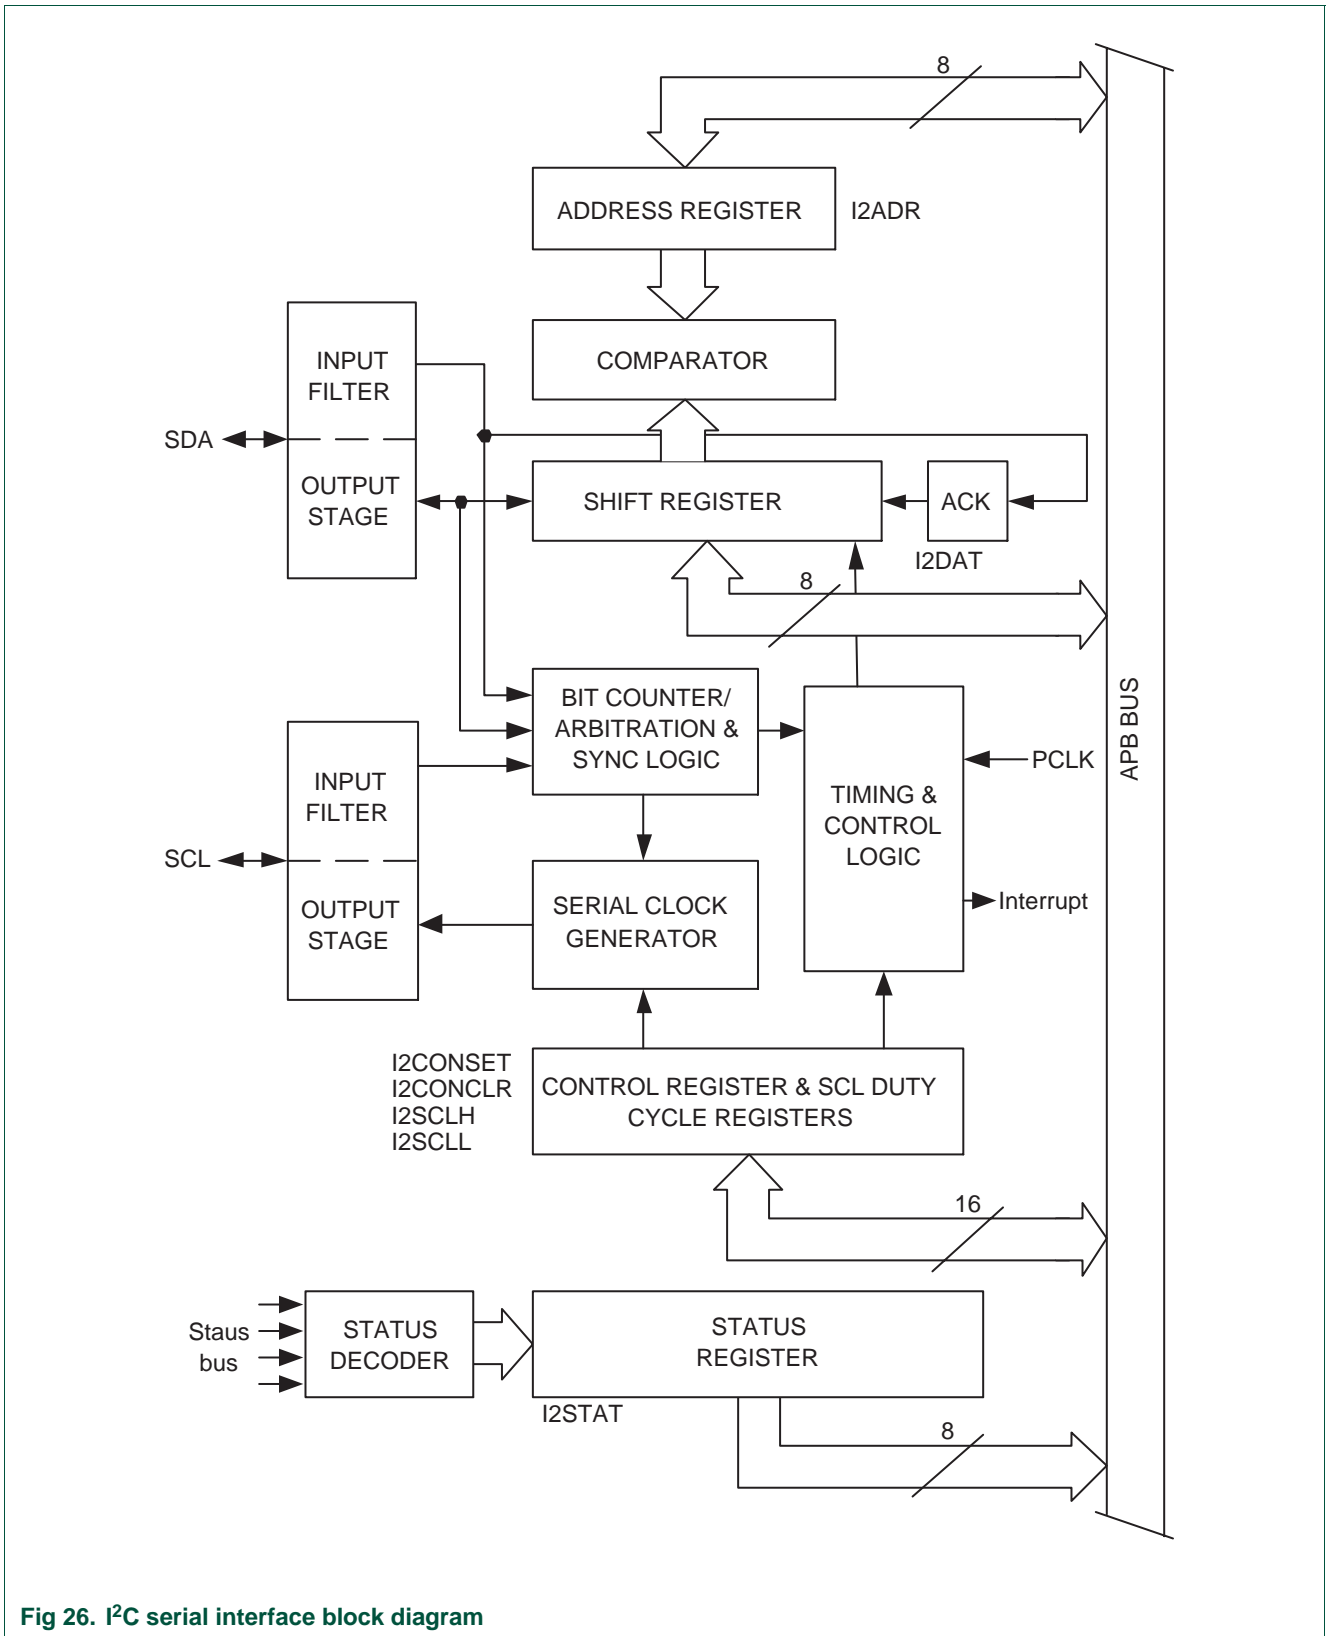 8
ADDRESS REGISTER
I2ADR
COMPARATOR
INPUT
FILTER
SDA
OUTPUT
STAGE
SHIFT REGISTER
ACK
I2DAT
8
BIT COUNTER/
ARBITRATION &
SYNC LOGIC
APB BUS
PCLK
INPUT
FILTER
TIMING &
CONTROL
LOGIC
SCL
OUTPUT
STAGE
SERIAL CLOCK
GENERATOR
Interrupt
I2CONSET
I2CONCLR
I2SCLH
I2SCLL
CONTROL REGISTER & SCL DUTY
CYCLE REGISTERS
16
Staus
bus
STATUS
DECODER
STATUS
REGISTER
I2STAT
8
Fig 26. I²C serial interface block diagram